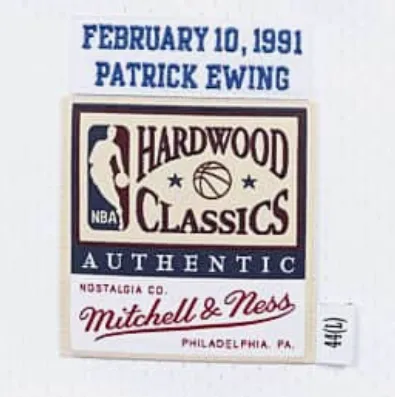 FEBRUARY 10, 1991
PATRICK EWING
HARDWOOD
CLASSICS
NBA
AUTHENTIC
NOSTALGIA CO.
Mitchell & Ness
PHILADELPHIA, PA.
44(L)